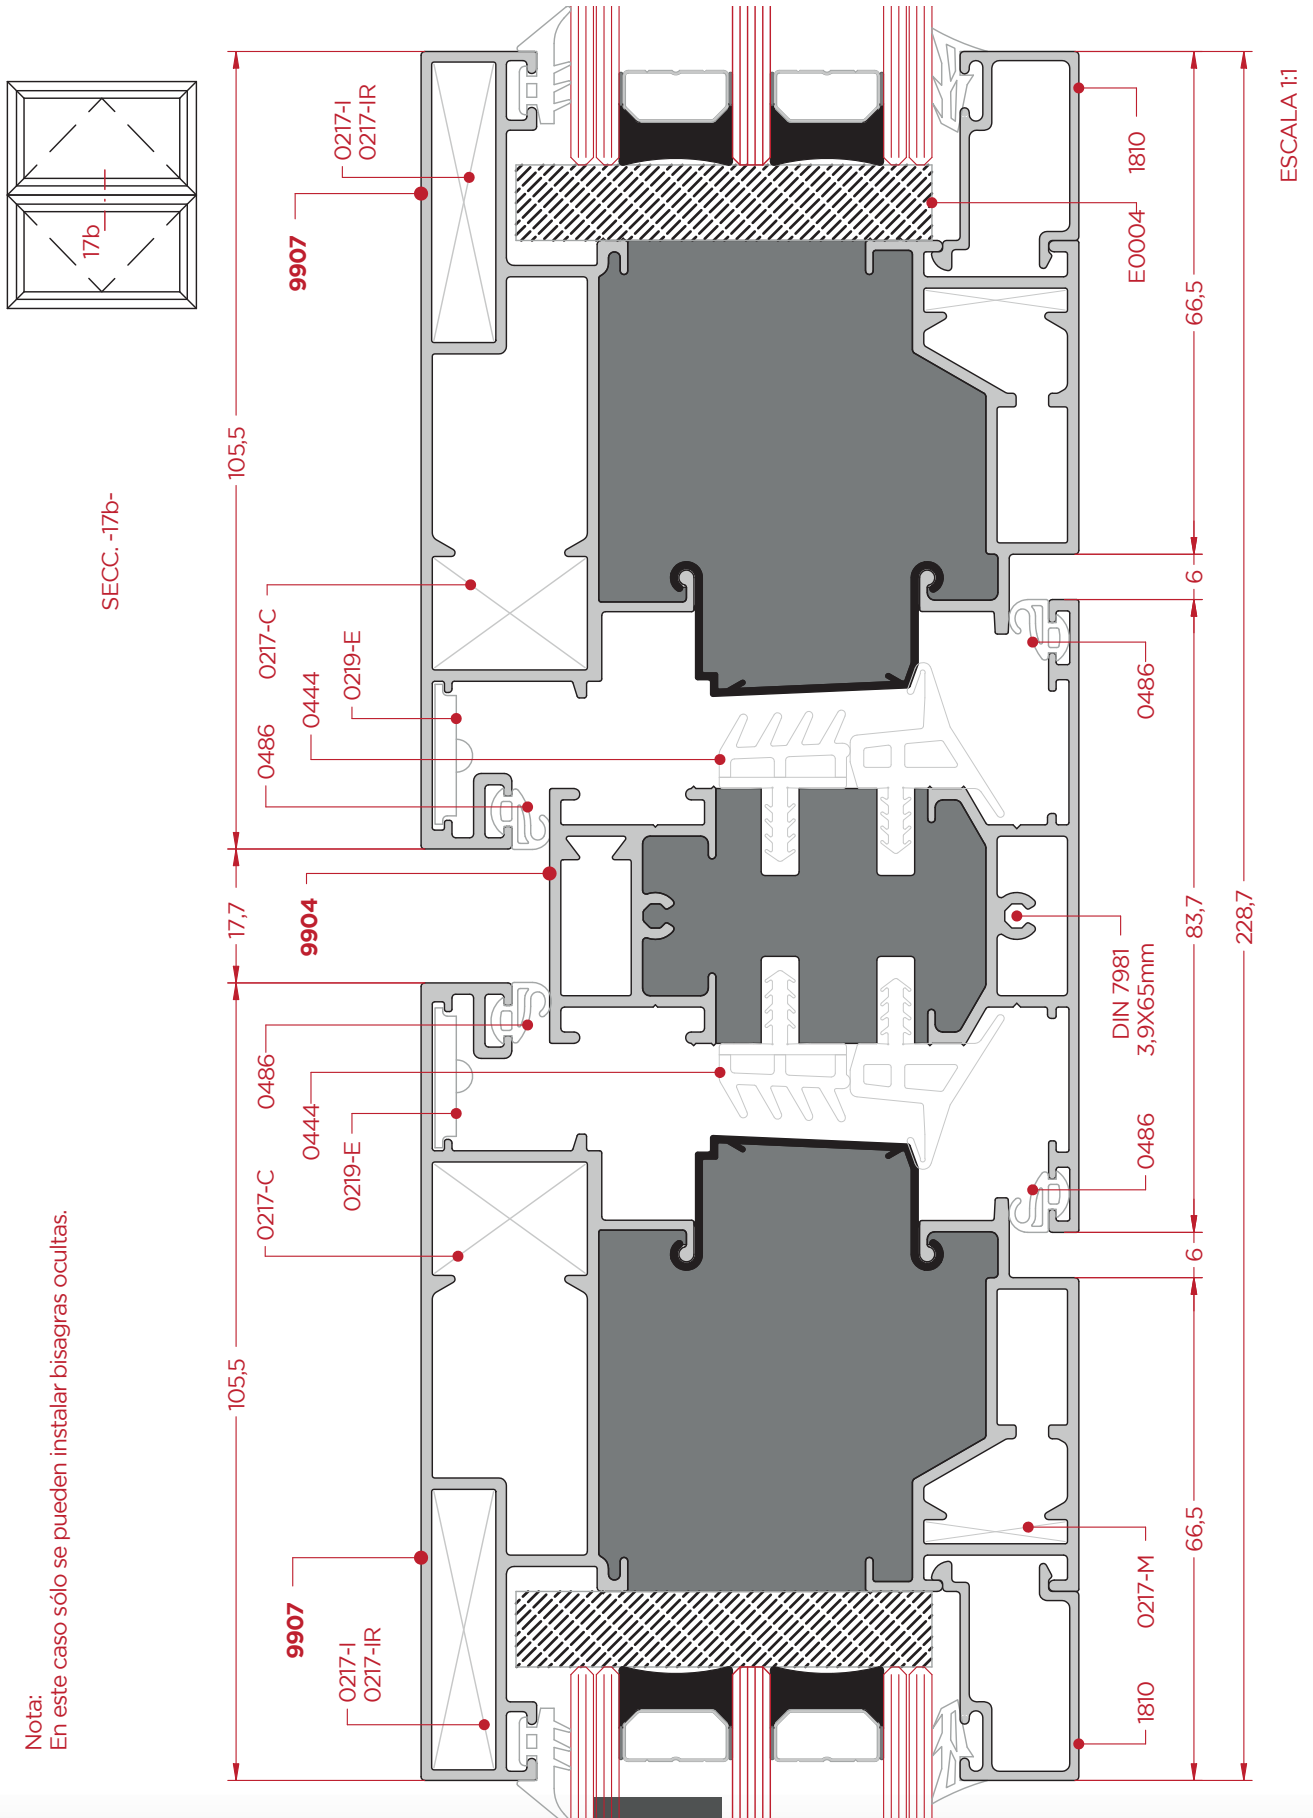 17b
SECC. -17b-
Nota:
En este caso sólo se pueden instalar bisagras ocultas.
ESCALA 1:1
105,5
17,7
105,5
0217-I
0217-IR
9907
0217-C
0219-E
0444
0486
9904
0486
0444
0219-E
0217-C
9907
0217-I
0217-IR
1810
E0004
0486
DIN 7981
3,9X65mm
0486
0217-M
1810
66,5
6
83,7
6
66,5
228,7